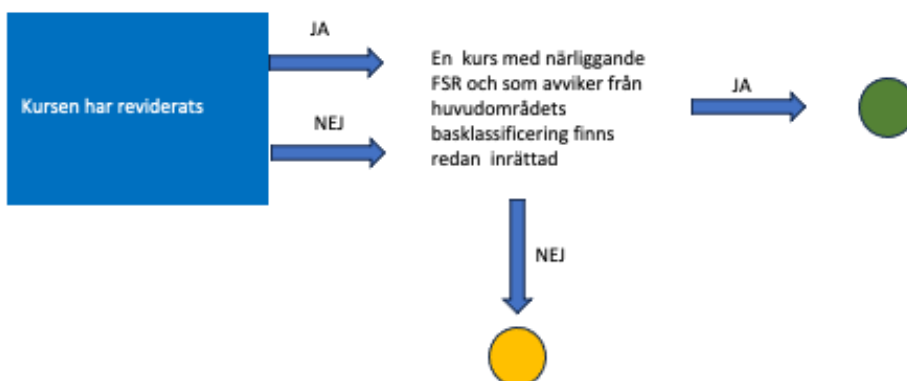 Kursen har reviderats
JA
NEJ
En kurs med närliggande
FSR och som avviker från
huvudområdets
basklassificering finns
redan inrättad
JA
NEJ